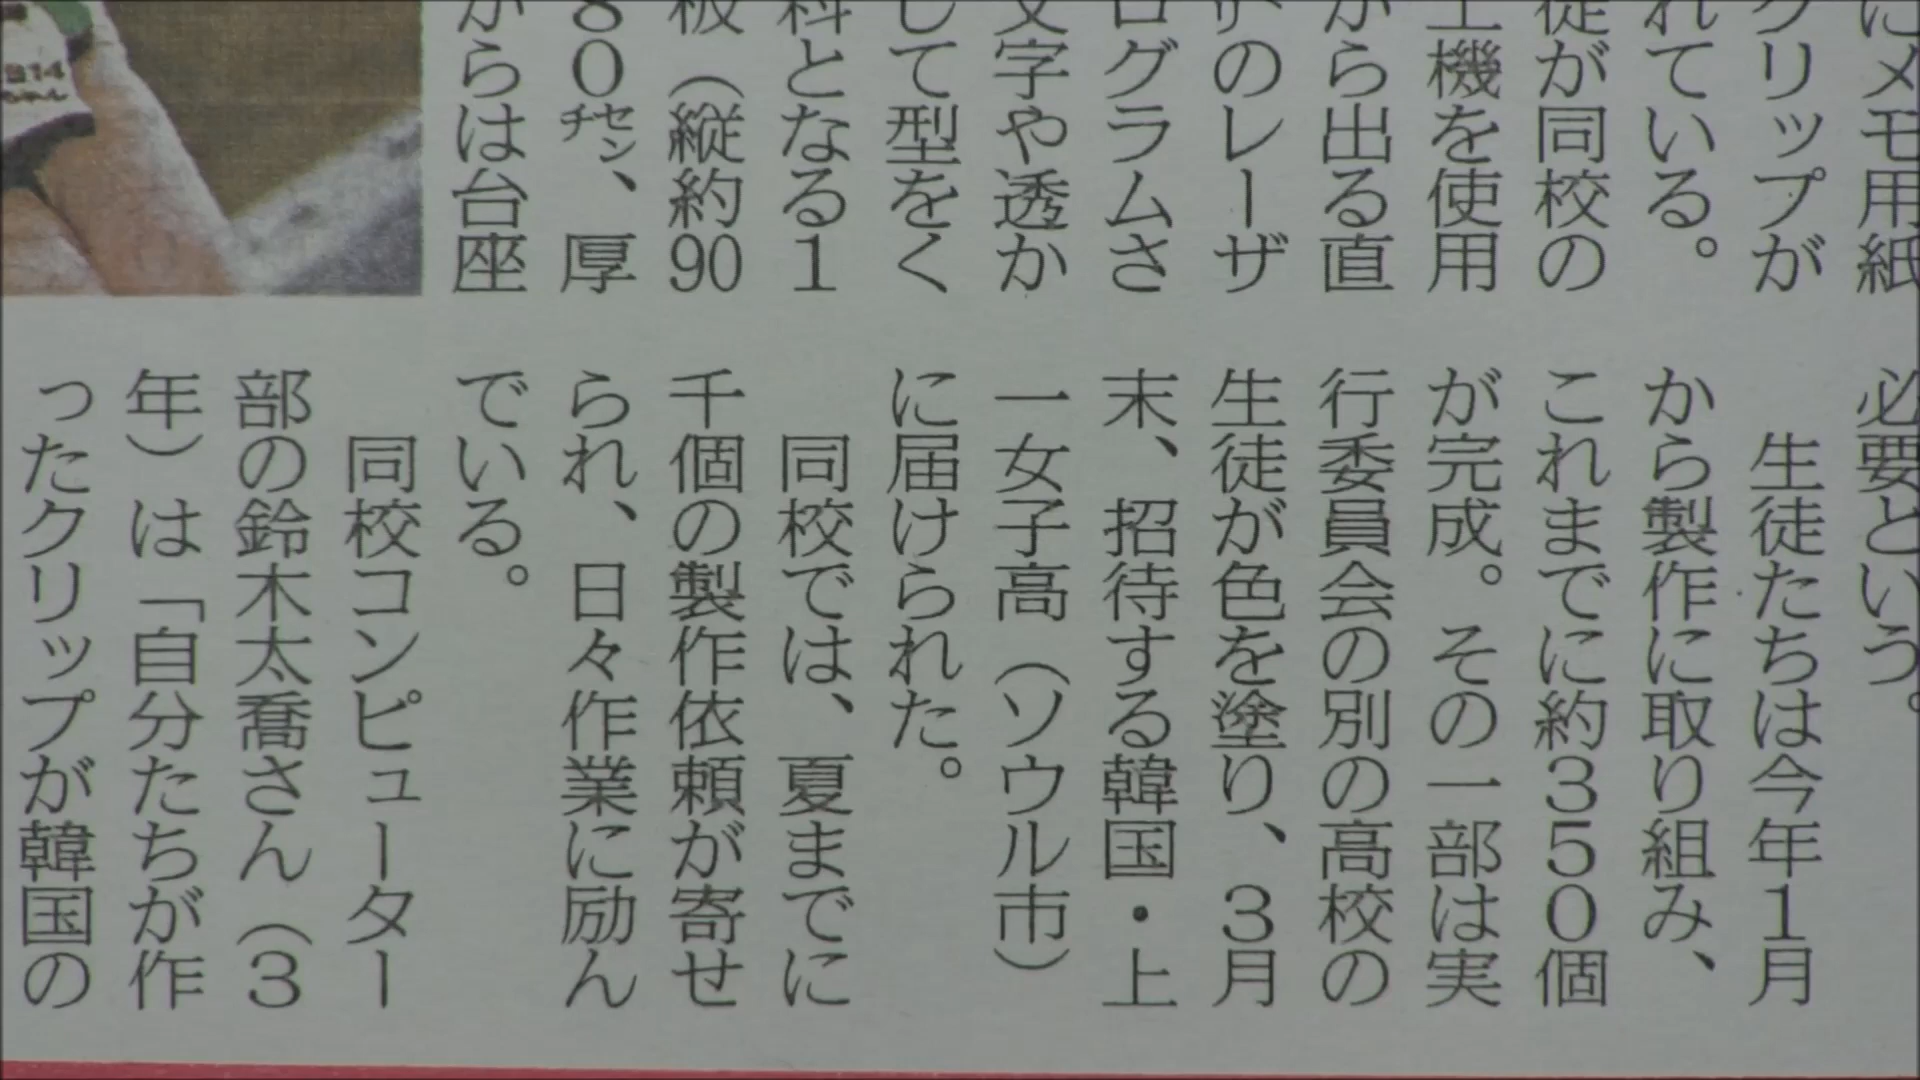 にメモ用紙
クリップが
れている。
徒が同校の
工機を使用
から出る直
のレーザ
ログラムさ
文字や透か
して型をく
料となる1
板(縦約90
80センチ、厚
からは台座
必要という。
生徒たちは今年1月
から製作に取り組み、
これまでに約350個
が完成。その一部は実
行委員会の別の高校の
生徒が色を塗り、3月
末、招待する韓国・上
一女子高(ソウル市)
に届けられた。
同校では、夏までに
千個の製作依頼が寄せ
られ、日々作業に励ん
でいる。
同校コンピューター
部の鈴木太喬さん(3
年)は「自分たちが作
ったクリップが韓国の